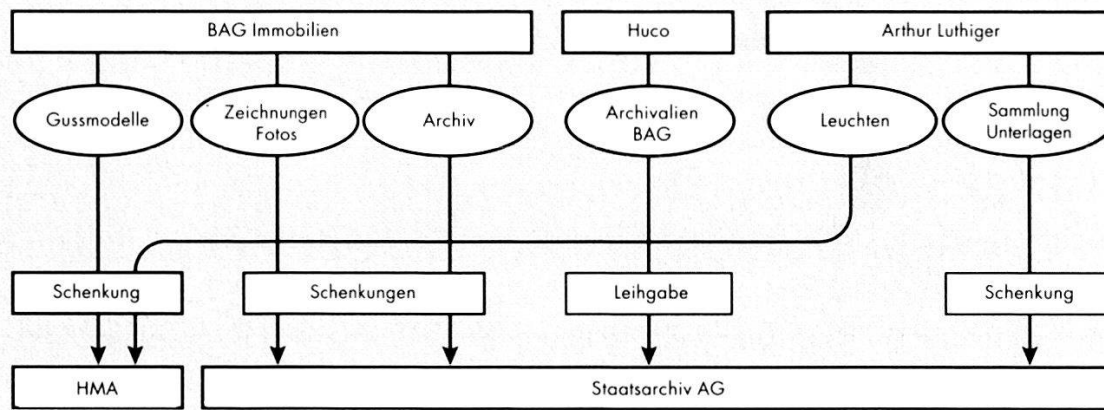 BAG Immobilien
Huco
Arthur Luthiger
Gussmodelle
Zeichnungen
Fotos
Archiv
Archivalien
BAG
Leuchten
Sammlung
Unterlagen
Schenkung
Schenkungen
Leihgabe
Schenkung
HMA
Staatsarchiv AG